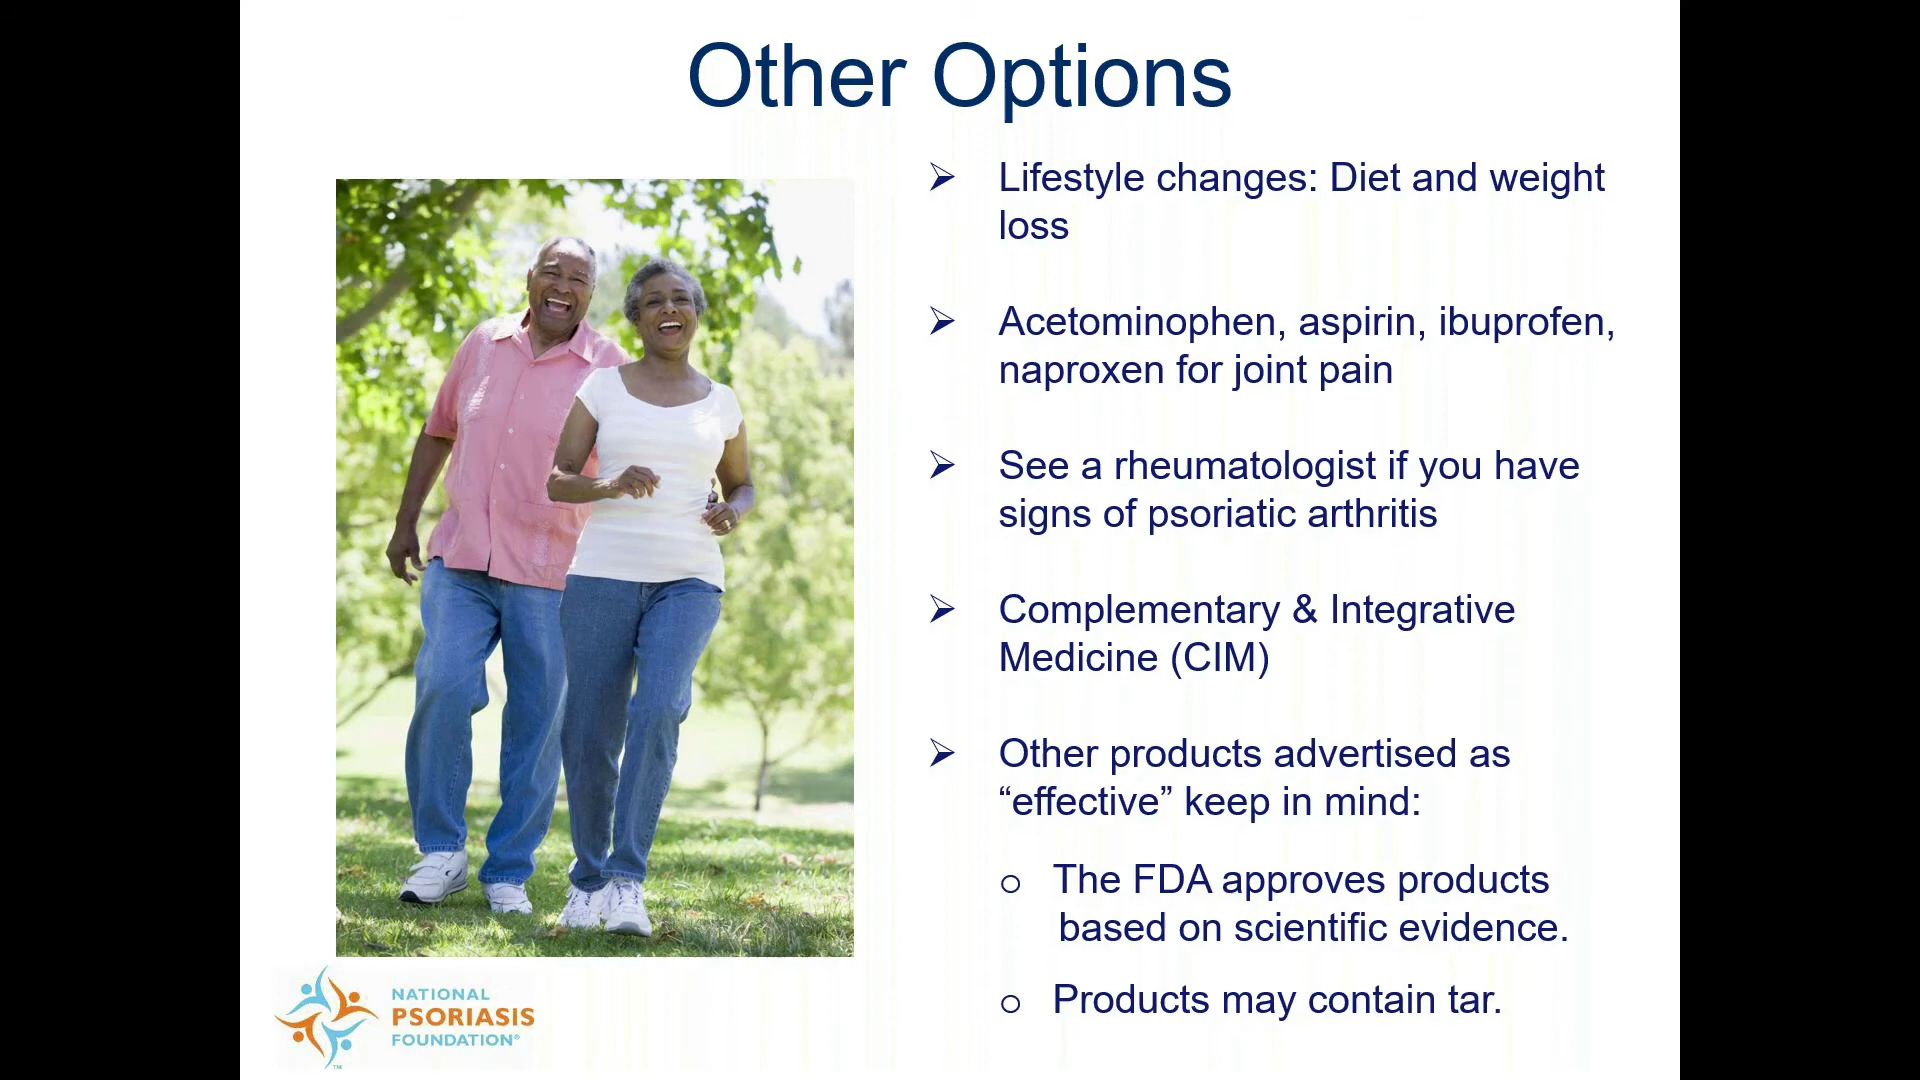 Other Options
➢ Lifestyle changes: Diet and weight
loss
➢ Acetominophen, aspirin, ibuprofen,
naproxen for joint pain
➢ See a rheumatologist if you have
signs of psoriatic arthritis
➢ Complementary & Integrative
Medicine (CIM)
➢ Other products advertised as
“effective” keep in mind:
o The FDA approves products
based on scientific evidence.
o Products may contain tar.
NATIONAL
PSORIASIS
FOUNDATION®
™